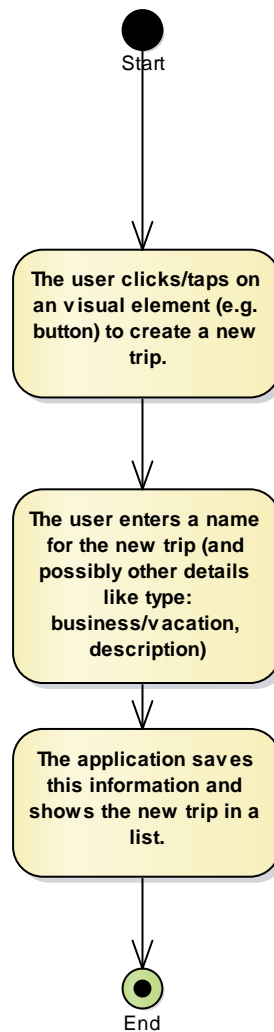 Start
The user clicks/taps on
an visual element (e.g.
button) to create a new
trip.
The user enters a name
for the new trip (and
possibly other details
like type:
business/vacation,
description)
The application saves
this information and
shows the new trip in a
list.
End